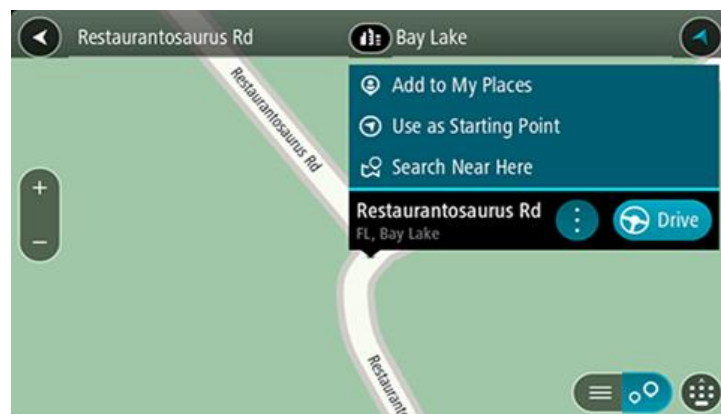 Restaurantosaurus Rd
Bay Lake
Restaurantosaurus Rd
Add to My Places
Use as Starting Point
Search Near Here
+
Restaurantosaurus Rd
FL, Bay Lake
Drive
−
Restaurant